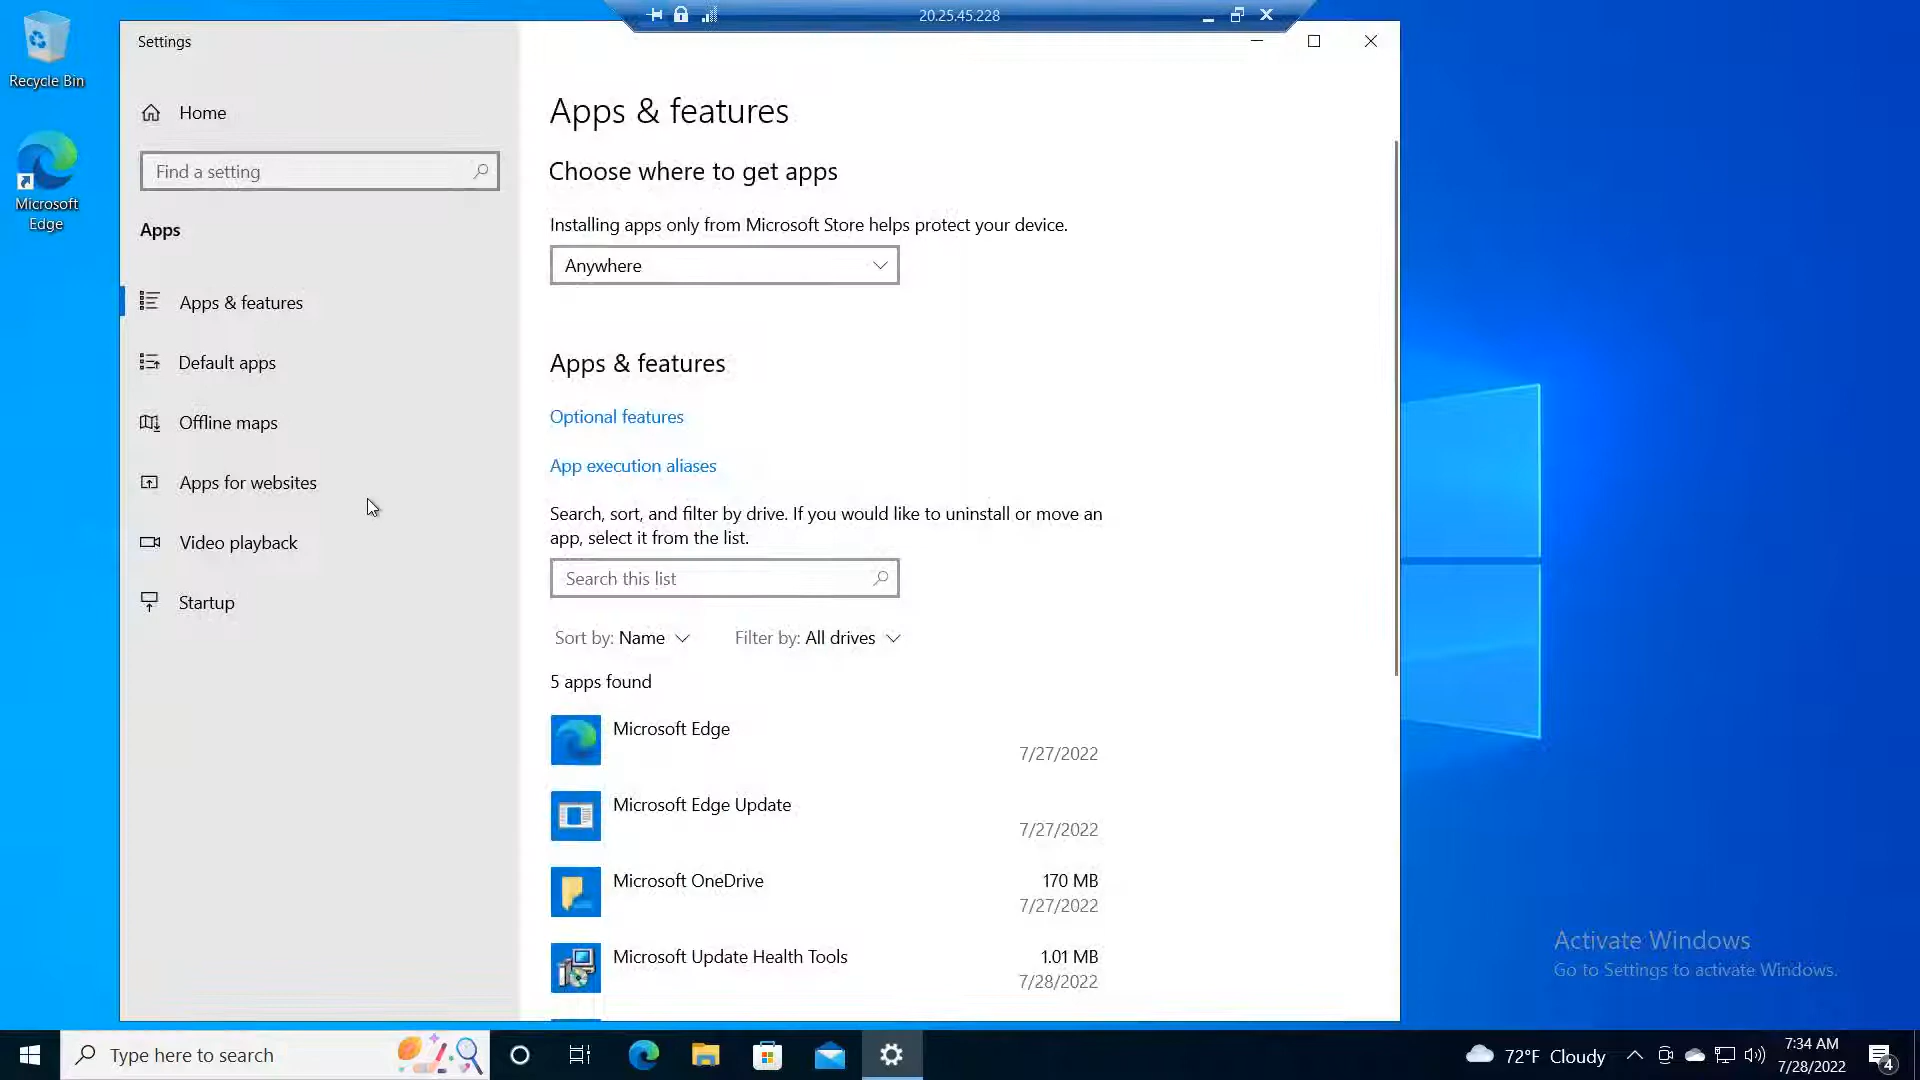 20.25.45.228
Recycle Bin
Microsoft
Edge
Settings
Home
Find a setting
Apps
Apps & features
Default apps
Offline maps
Apps for websites
Video playback
Startup
Apps & features
Choose where to get apps
Installing apps only from Microsoft Store helps protect your device.
Anywhere
Apps & features
Optional features
App execution aliases
Search, sort, and filter by drive. If you would like to uninstall or move an
app, select it from the list.
Search this list
Sort by: Name Filter by: All drives
5 apps found
Microsoft Edge
7/27/2022
Microsoft Edge Update
7/27/2022
Microsoft OneDrive 170 MB
7/27/2022
Microsoft Update Health Tools 1.01 MB
7/28/2022
Activate Windows
Go to Settings to activate Windows.
Type here to search
72°F Cloudy
7:34 AM
7/28/2022
4